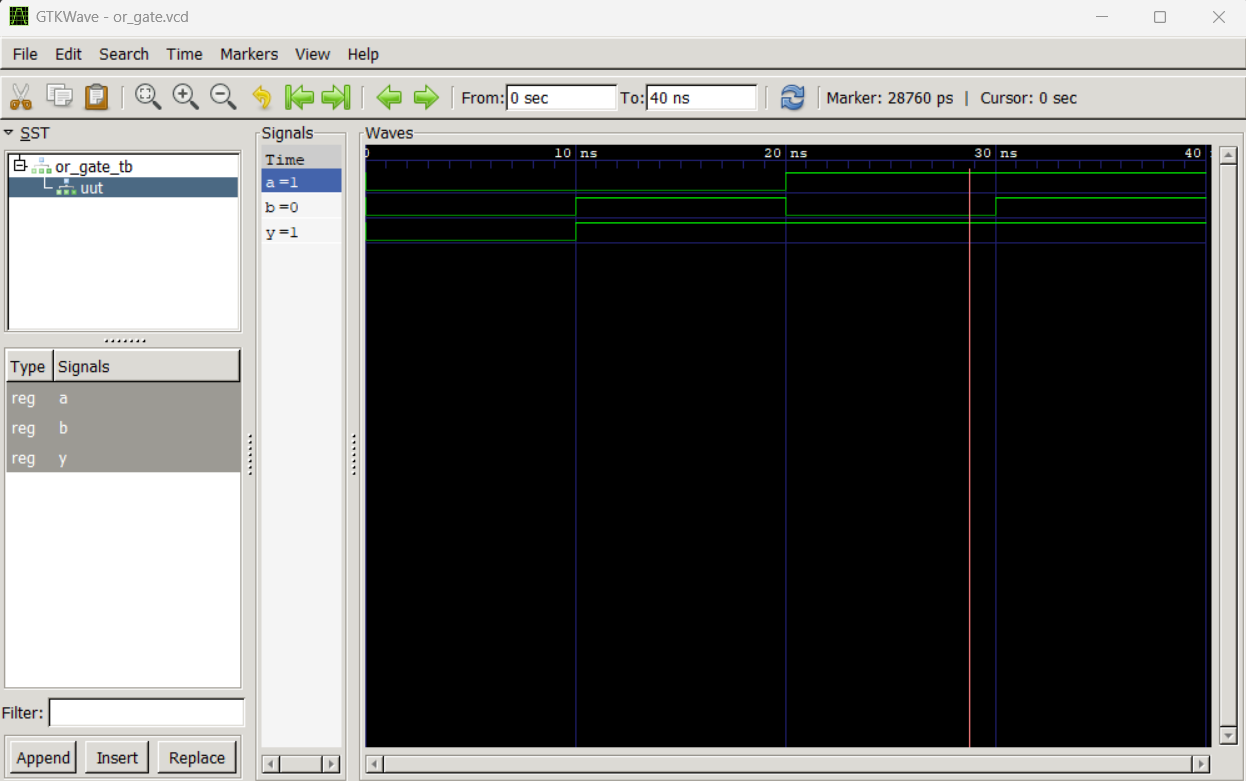 GTKWave - or_gate.vcd
File Edit Search Time Markers View Help
From: 0 sec To: 40 ns Marker: 28760 ps | Cursor: 0 sec
SST
or_gate_tb
uut
Type Signals
reg a
reg b
reg y
Filter:
Append Insert Replace
Signals
Time
a =1
b =0
y =1
Waves
0 10 ns 20 ns 30 ns 40